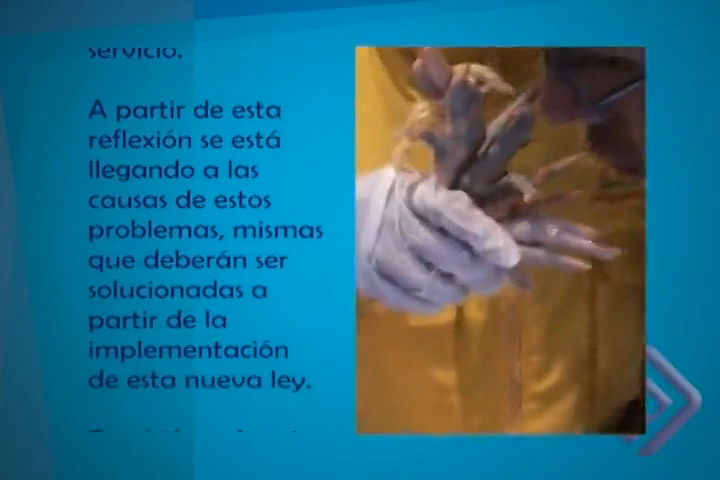 servicio.
A partir de esta
reflexión se está
llegando a las
causas de estos
problemas, mismas
que deberán ser
solucionadas a
partir de la
implementación
de esta nueva ley.